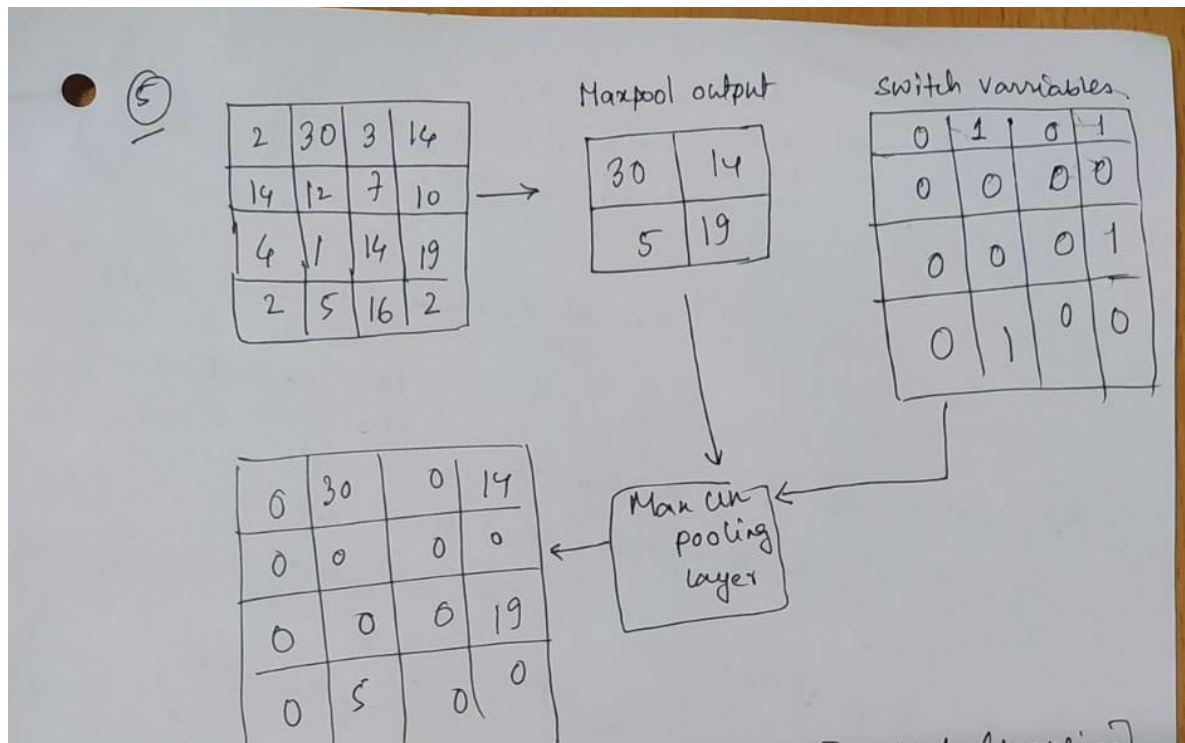 5
Maxpool output
switch varriables
2 30 3 14
14 12 7 10
4 1 14 19
2 5 16 2
30 14
5 19
0 1 0 1
0 0 0 0
0 0 0 1
0 1 0 0
Max un
pooling
layer
0 30 0 14
0 0 0 0
0 0 0 19
0 5 0 0